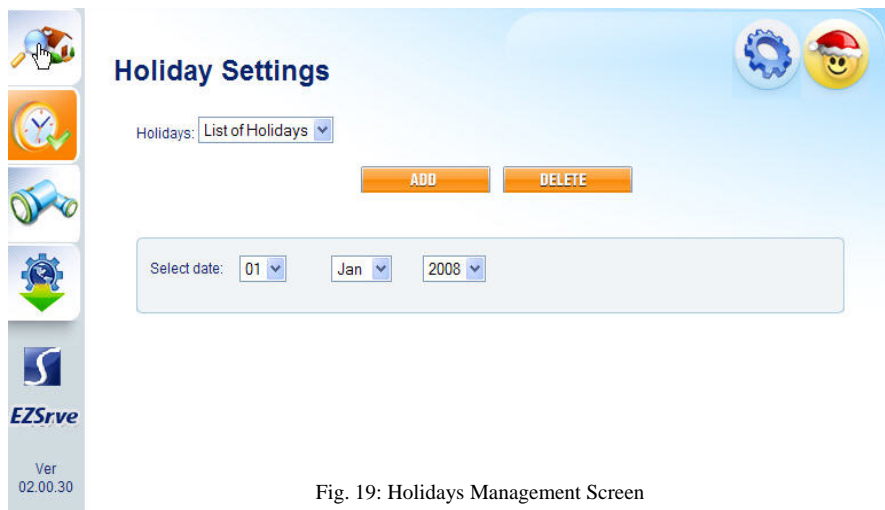 Holiday Settings
Holidays: List of Holidays
ADD DELETE
Select date: 01 Jan 2008
EZSrve
Ver
02.00.30
Fig. 19: Holidays Management Screen